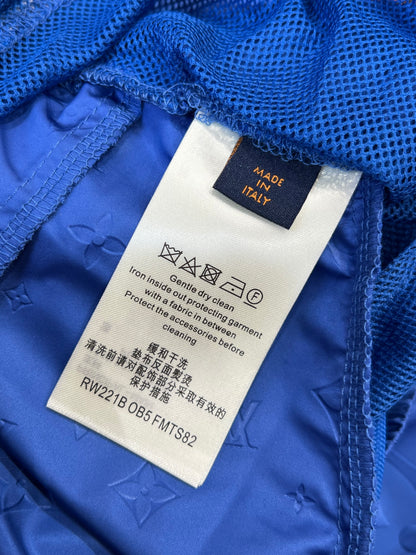 MADE
IN
ITALY
F
Gentle dry clean
Iron inside out protecting garment
with a fabric in between
Protect the accessories before
cleaning
缓和干洗
垫布反面熨烫
清洗前请对配饰部分采取有效的
保护措施
RW221B OB5 FMTS82